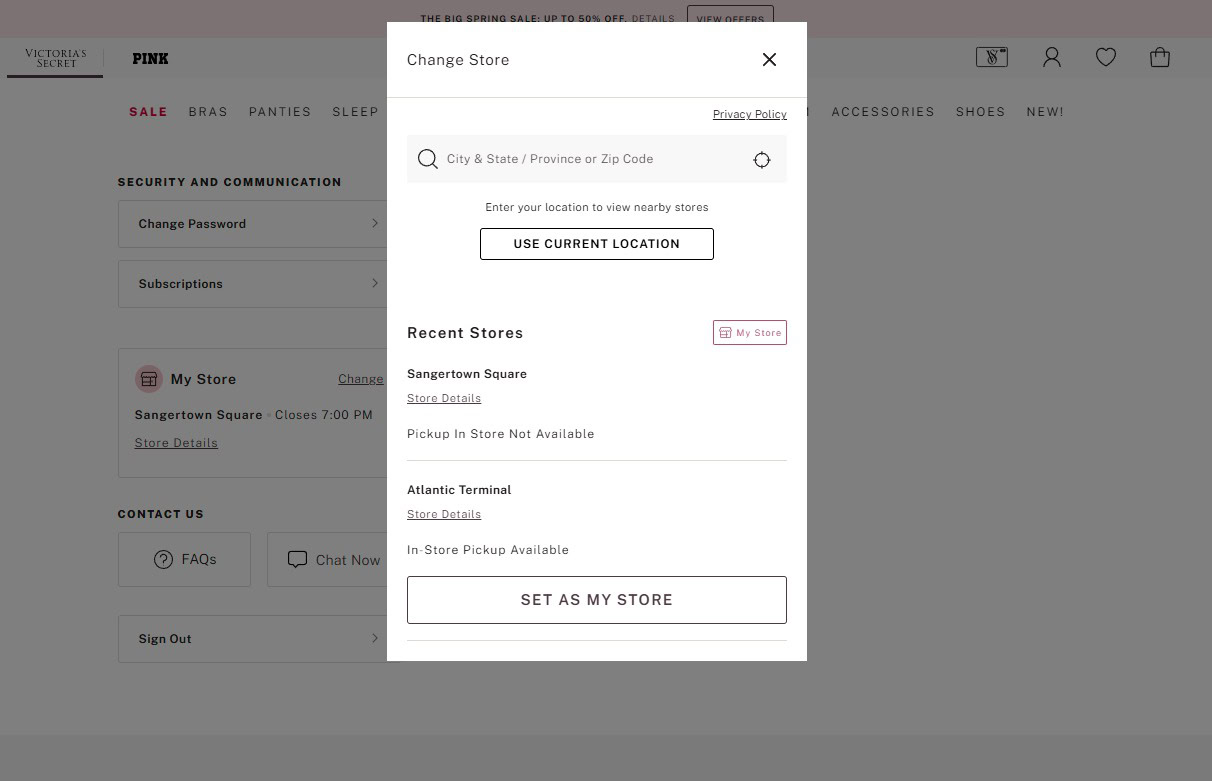 THE BIG SPRING SALE: UP TO 50% OFF. DETAILS VIEW OFFERS
VICTORIA'S
SECRET
PINK
SALE BRAS PANTIES SLEEP ACCESSORIES SHOES NEW!
SECURITY AND COMMUNICATION
Change Password
Subscriptions
My Store Change
Sangertown Square Closes 7:00 PM
Store Details
CONTACT US
FAQs
Chat Now
Sign Out
Change Store
Privacy Policy
City & State / Province or Zip Code
Enter your location to view nearby stores
USE CURRENT LOCATION
Recent Stores
My Store
Sangertown Square
Store Details
Pickup In Store Not Available
Atlantic Terminal
Store Details
In-Store Pickup Available
SET AS MY STORE